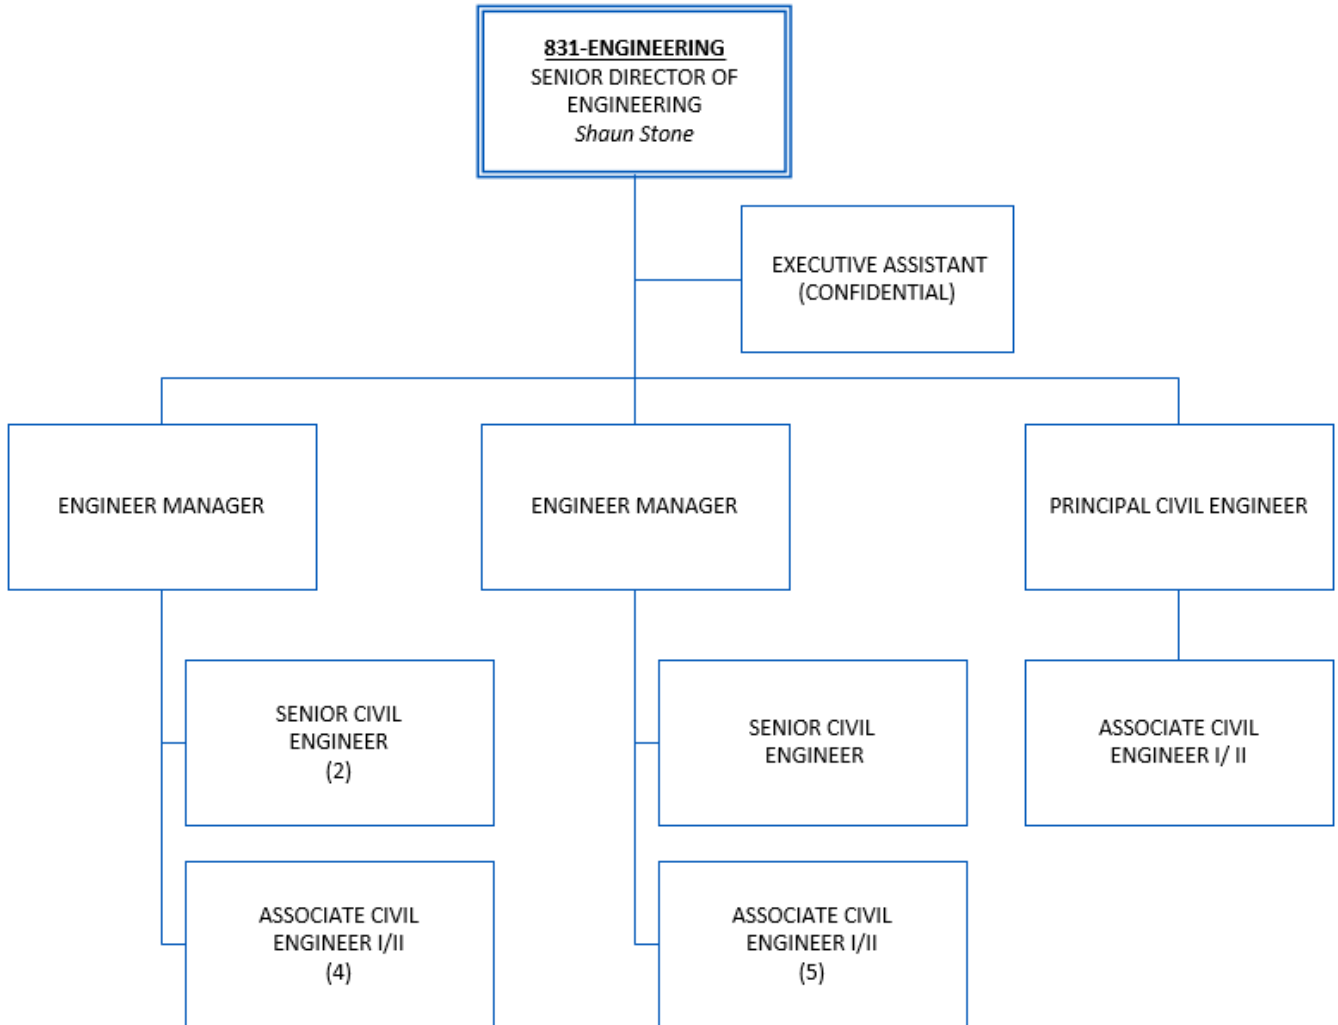 831-ENGINEERING
SENIOR DIRECTOR OF
ENGINEERING
Shaun Stone
EXECUTIVE ASSISTANT
(CONFIDENTIAL)
ENGINEER MANAGER
ENGINEER MANAGER
PRINCIPAL CIVIL ENGINEER
SENIOR CIVIL
ENGINEER
(2)
SENIOR CIVIL
ENGINEER
ASSOCIATE CIVIL
ENGINEER I/ II
ASSOCIATE CIVIL
ENGINEER I/II
(4)
ASSOCIATE CIVIL
ENGINEER I/II
(5)